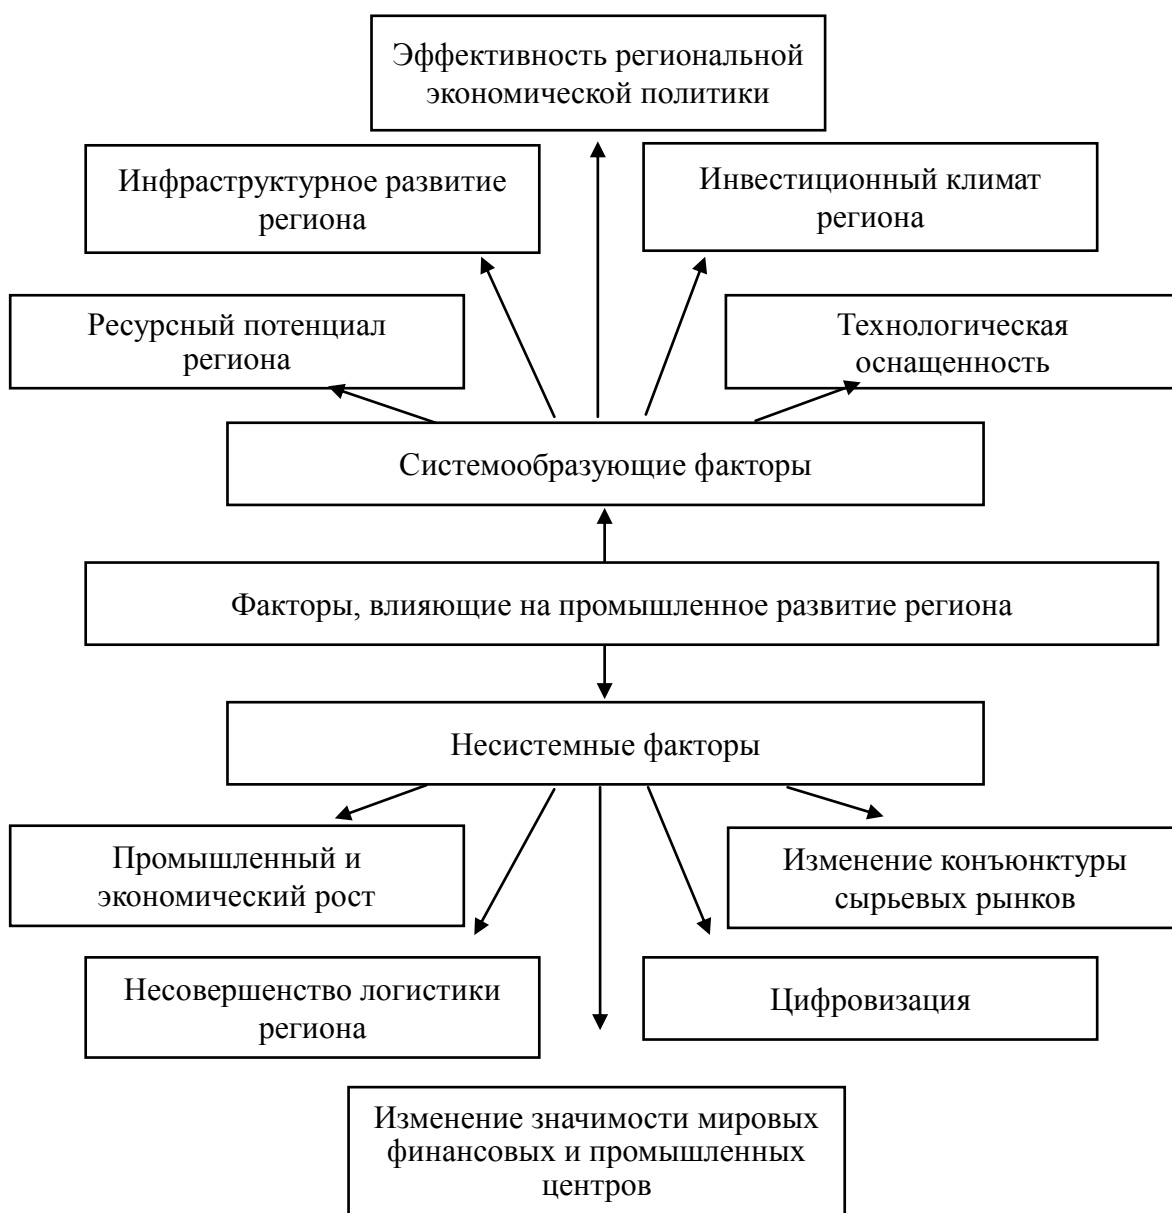 Эффективность региональной
экономической политики
Инфраструктурное развитие
региона
Инвестиционный климат
региона
Ресурсный потенциал
региона
Технологическая
оснащенность
Системообразующие факторы
Факторы, влияющие на промышленное развитие региона
Несистемные факторы
Промышленный и
экономический рост
Изменение конъюнктуры
сырьевых рынков
Несовершенство логистики
региона
Цифровизация
Изменение значимости мировых
финансовых и промышленных
центров